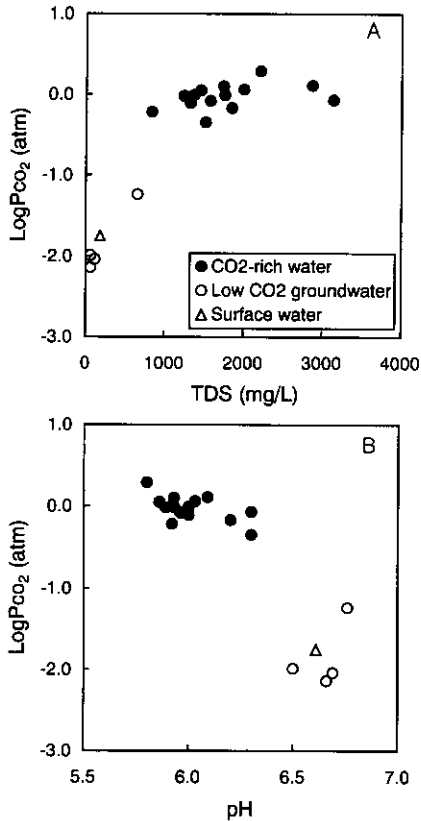 A
1.0
0.0
-1.0
-2.0
-3.0
LogPco2 (atm)
CO2-rich water
Low CO2 groundwater
Surface water
0 1000 2000 3000 4000
TDS (mg/L)
B
1.0
0.0
-1.0
-2.0
-3.0
LogPco2 (atm)
5.5 6.0 6.5 7.0
pH